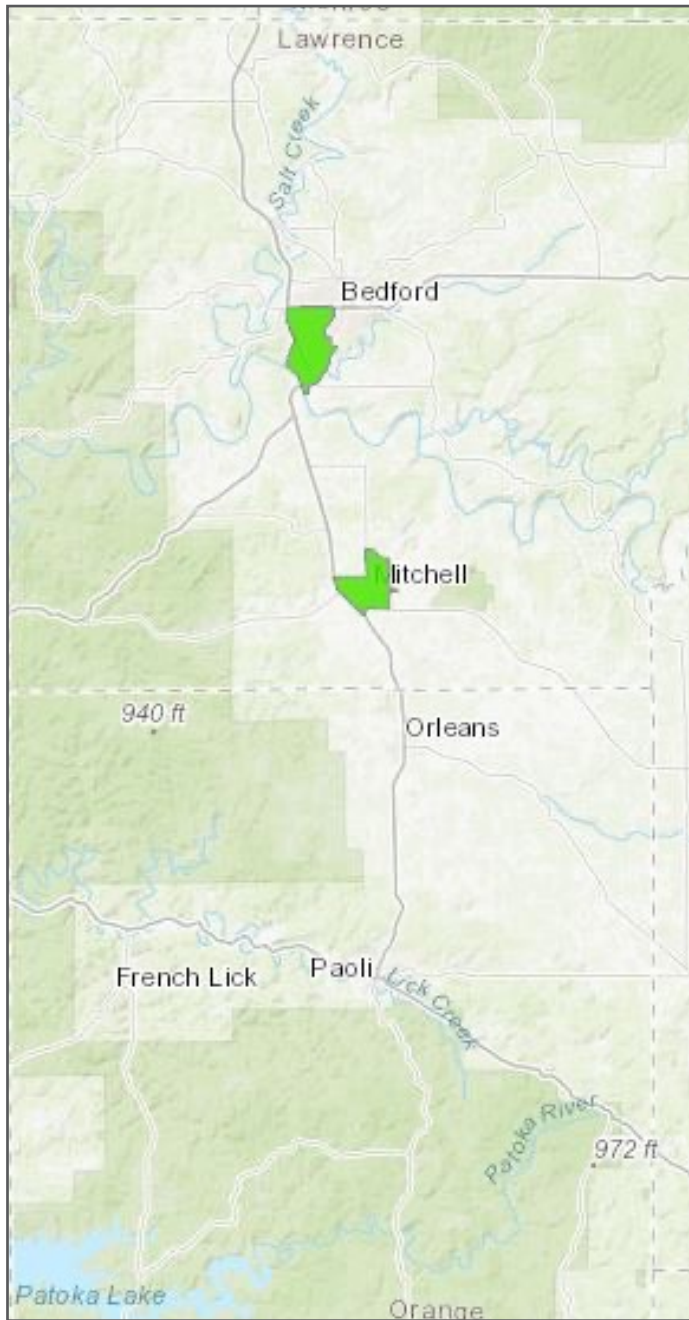 Monroe
Lawrence
Salt Creek
Bedford
Mitchell
940 ft
Orleans
French Lick
Paoli
Lick Creek
Patoka River
972 ft
Patoka Lake
Orange